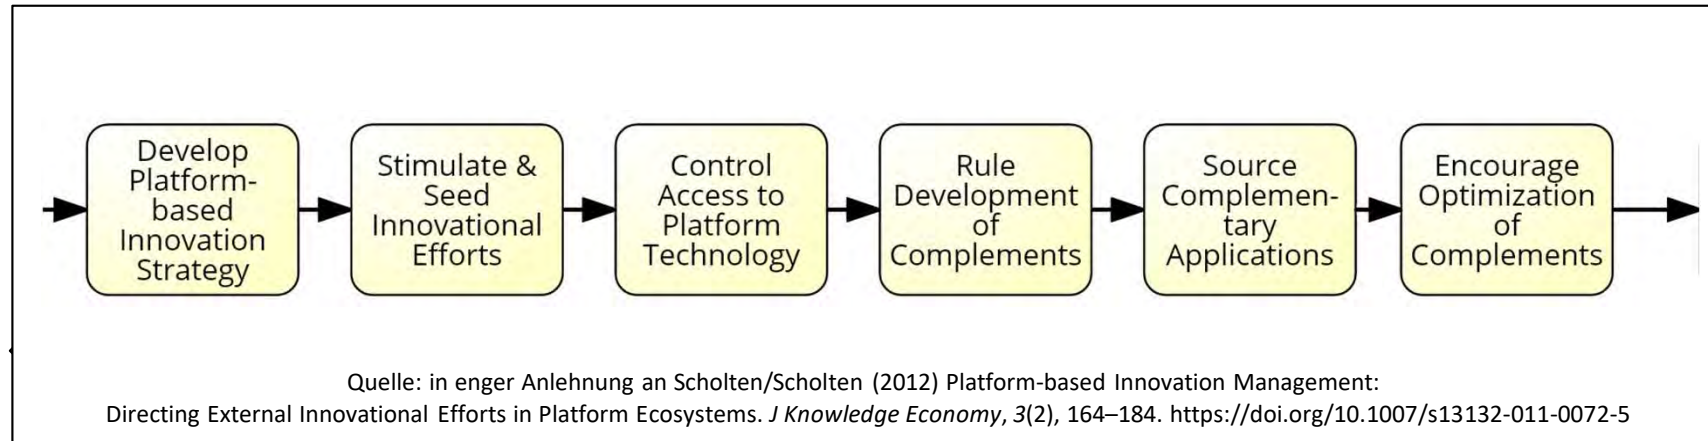 Develop
Platform-
based
Innovation
Strategy
Stimulate &
Seed
Innovational
Efforts
Control
Access to
Platform
Technology
Rule
Development
of
Complements
Source
Complemen-
tary
Applications
Encourage
Optimization
of
Complements
Quelle: in enger Anlehnung an Scholten/Scholten (2012) Platform-based Innovation Management:
Directing External Innovational Efforts in Platform Ecosystems. J Knowledge Economy, 3(2), 164–184. https://doi.org/10.1007/s13132-011-0072-5